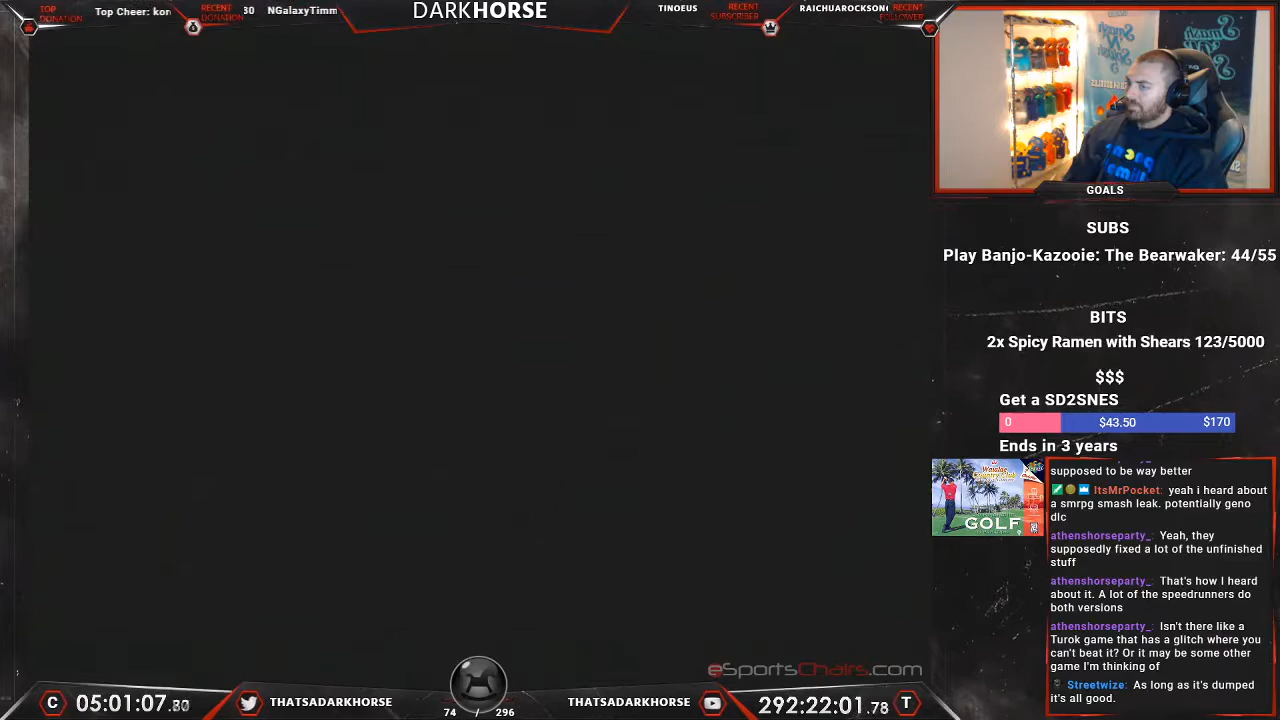 TOP DONATION
Top Cheer: kor
RECENT DONATION
30 NGalaxyTimm
DARKHORSE
TINOEUS
RECENT SUBSCRIBER
RAICHUAROCKSON
RECENT FOLLOWER
GOALS
SUBS
Play Banjo-Kazooie: The Bearwaker: 44/55
BITS
2x Spicy Ramen with Shears 123/5000
$$$
Get a SD2SNES
0 $43.50 $170
Ends in 3 years
Waialae
Country Club
GOLF
supposed to be way better
ItsMrPocket: yeah i heard about
a smrpg smash leak. potentially geno
dlc
athenshorseparty_: Yeah, they
supposedly fixed a lot of the unfinished
stuff
athenshorseparty_: That's how I heard
about it. A lot of the speedrunners do
both versions
athenshorseparty_: Isn't there like a
Turok game that has a glitch where you
can't beat it? Or it may be some other
game I'm thinking of
Streetwize: As long as it's dumped
it's all good.
eSportsChairs.com
C 05:01:07.80
THATSADARKHORSE
74 / 296
THATSADARKHORSE
292:22:01.78 T